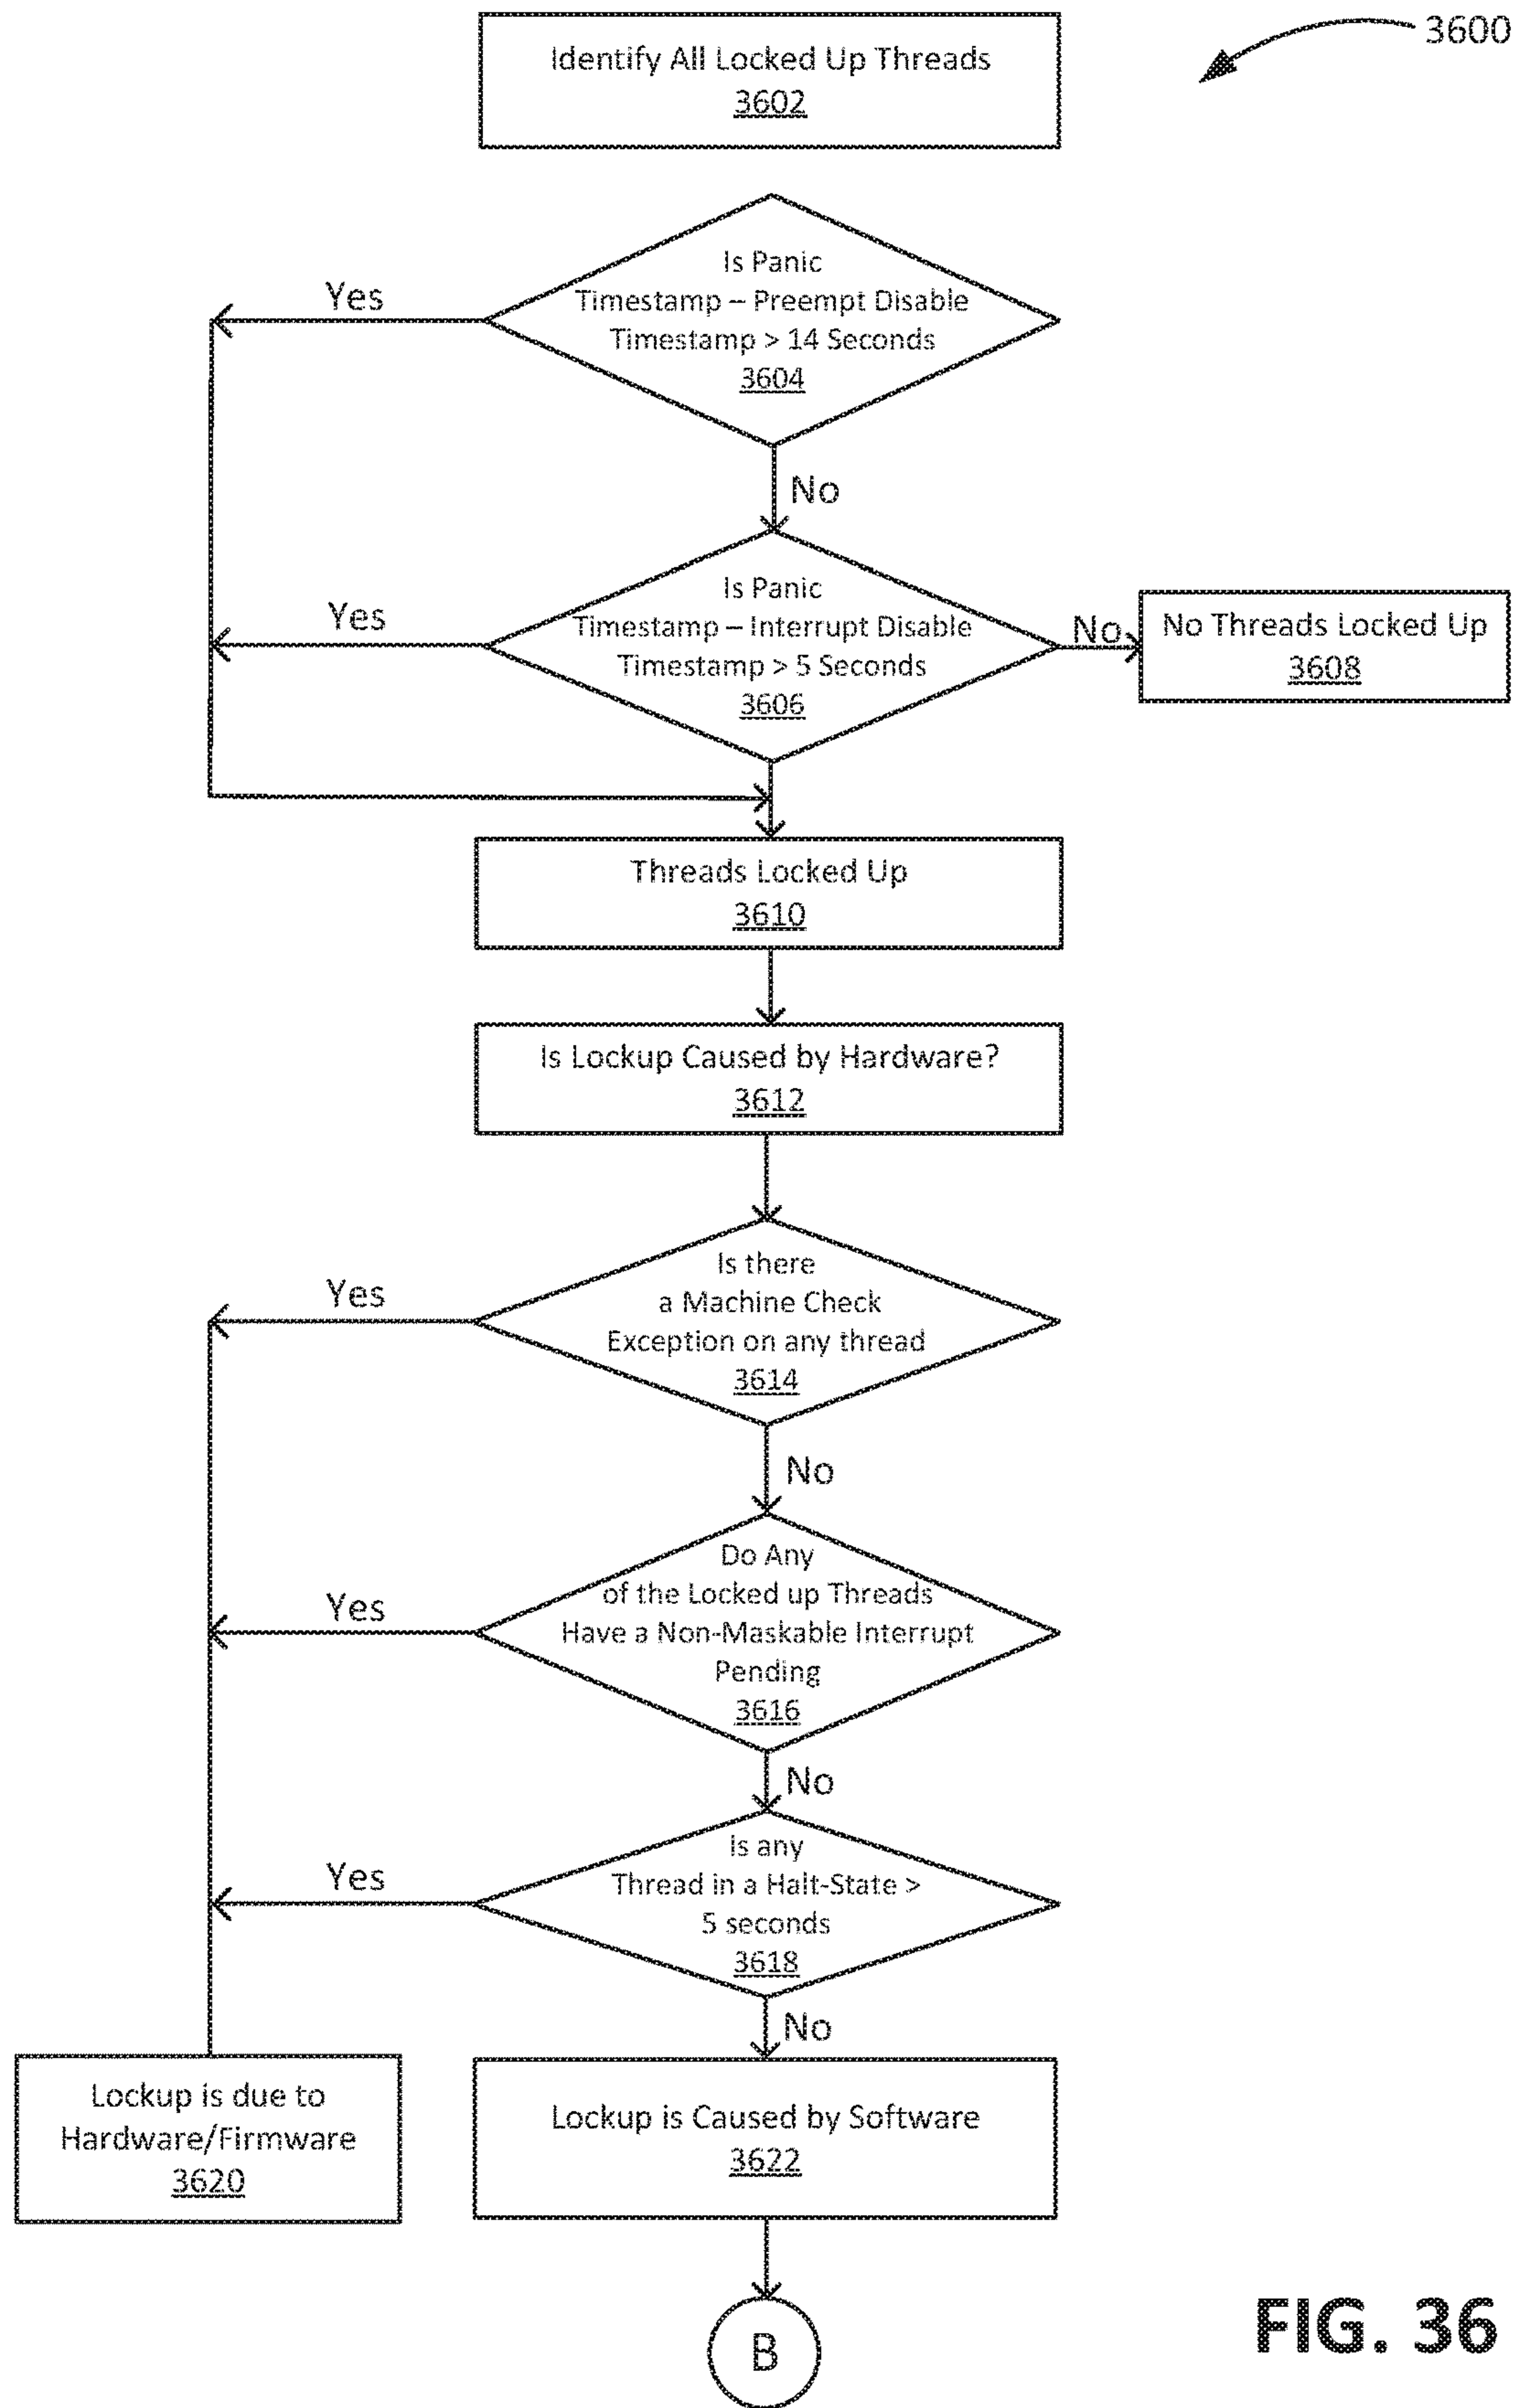 3600
Identify All Locked Up Threads
3602
Is Panic
Timestamp – Preempt Disable
Timestamp > 14 Seconds
3604
Yes
No
Is Panic
Timestamp – Interrupt Disable
Timestamp > 5 Seconds
3606
Yes
No
No Threads Locked Up
3608
Threads Locked Up
3610
Is Lockup Caused by Hardware?
3612
Is there
a Machine Check
Exception on any thread
3614
Yes
No
Do Any
of the Locked up Threads
Have a Non-Maskable Interrupt
Pending
3616
Yes
No
Is any
Thread in a Halt-State >
5 seconds
3618
Yes
No
Lockup is due to
Hardware/Firmware
3620
Lockup is Caused by Software
3622
B
FIG. 36